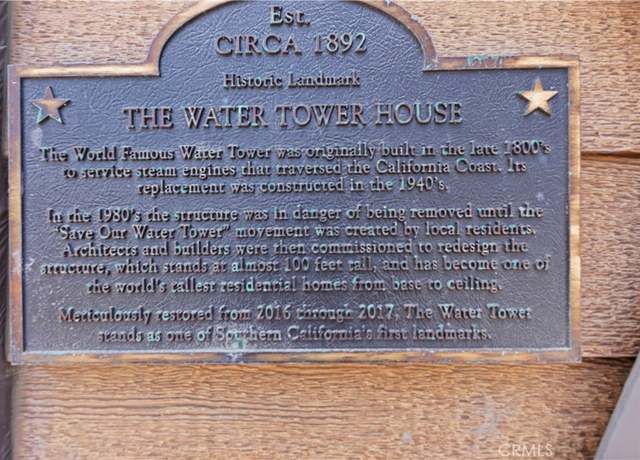 Est.
CIRCA 1892
Historic Landmark
THE WATER TOWER HOUSE
The World Famous Water Tower was originally built in the late 1800's
to service steam engines that traversed the California Coast. Its
replacement was constructed in the 1940's.
In the 1980's the structure was in danger of being removed until the
"Save Our Water Tower" movement was created by local residents.
Architects and builders were then commissioned to redesign the
structure, which stands at almost 100 feet tall, and has become one of
the world's tallest residential homes from base to ceiling.
Meticulously restored from 2016 through 2017, The Water Tower
stands as one of Southern California's first landmarks.
CRMLS